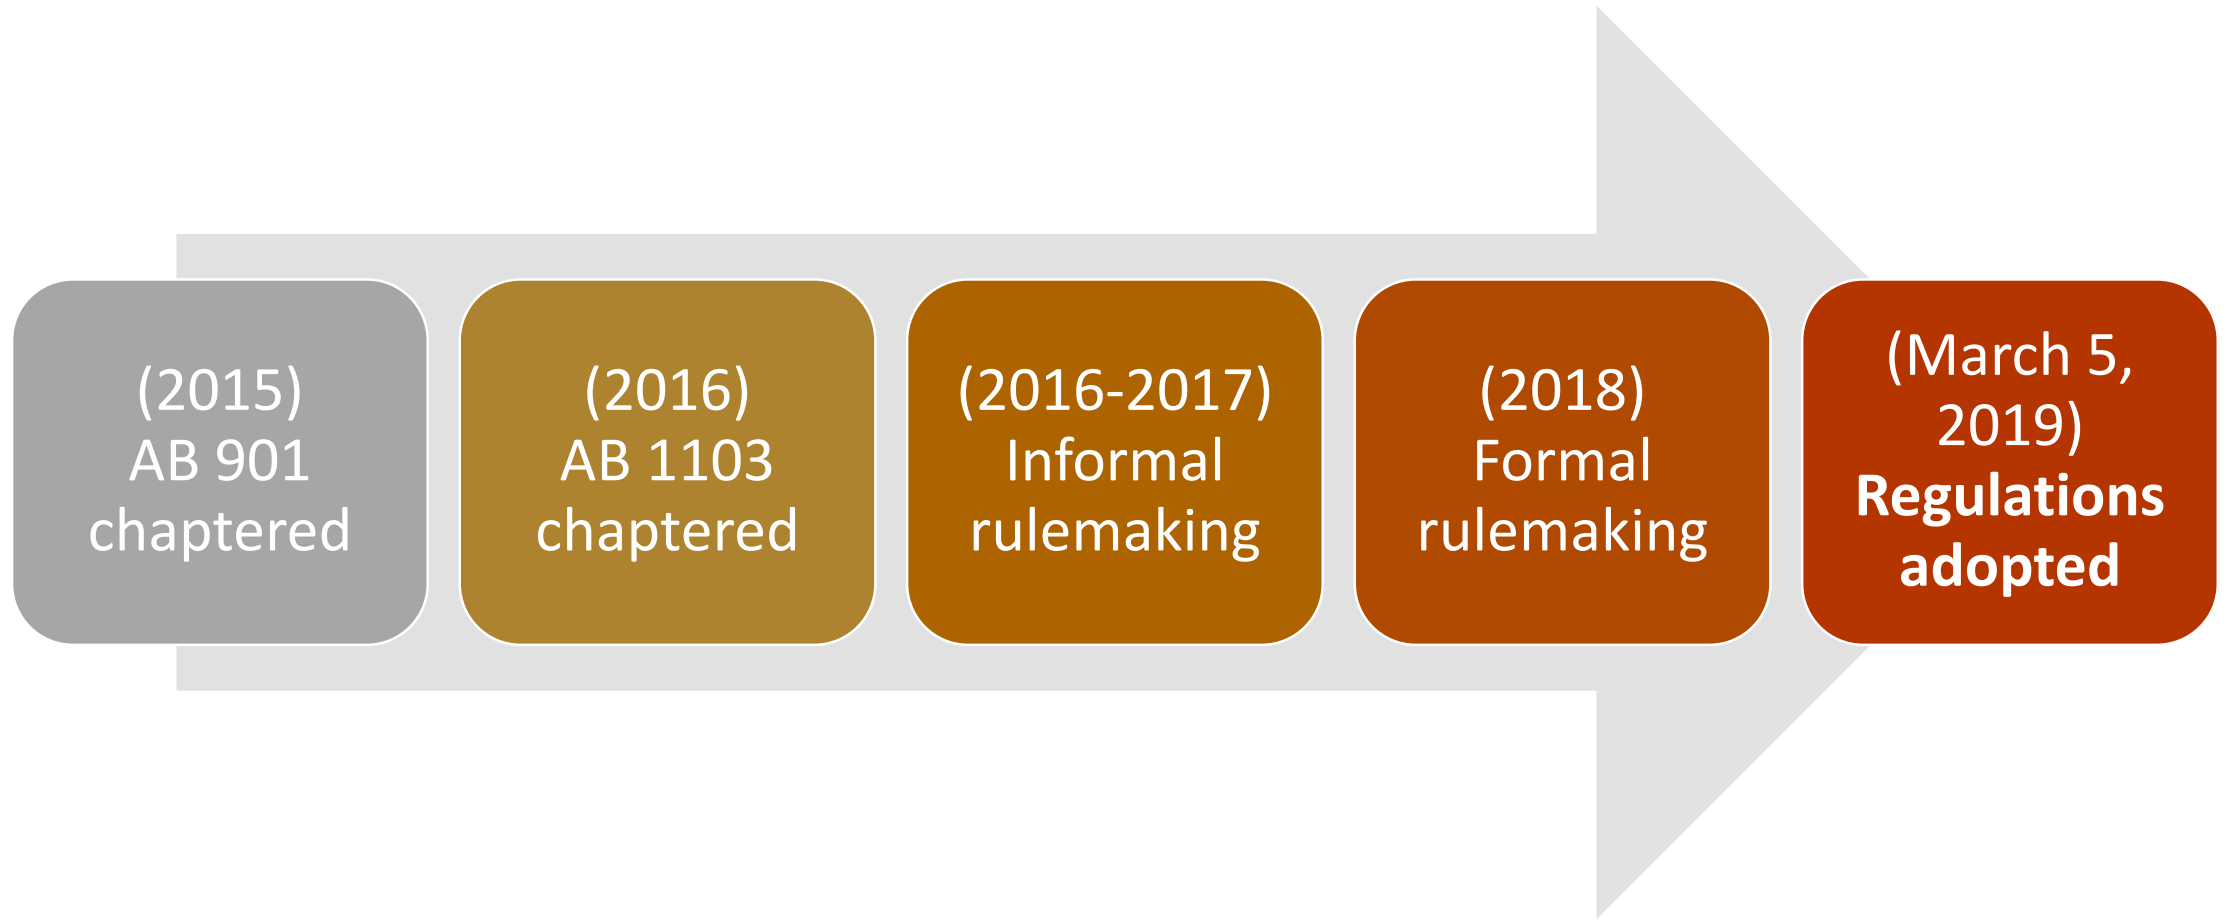 (2015)
AB 901
chaptered
(2016)
AB 1103
chaptered
(2016-2017)
Informal
rulemaking
(2018)
Formal
rulemaking
(March 5,
2019)
Regulations
adopted